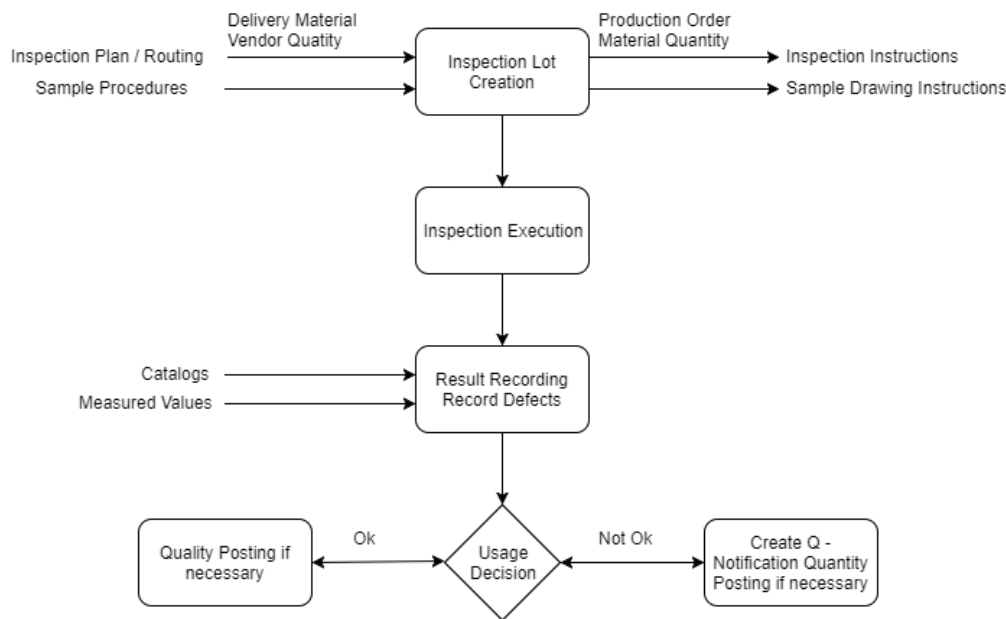 Delivery Material
Vendor Quatity
Production Order
Material Quantity
Inspection Plan / Routing
Sample Procedures
Inspection Lot
Creation
Inspection Instructions
Sample Drawing Instructions
Inspection Execution
Catalogs
Measured Values
Result Recording
Record Defects
Quality Posting if
necessary
Ok
Usage
Decision
Not Ok
Create Q -
Notification Quantity
Posting if necessary